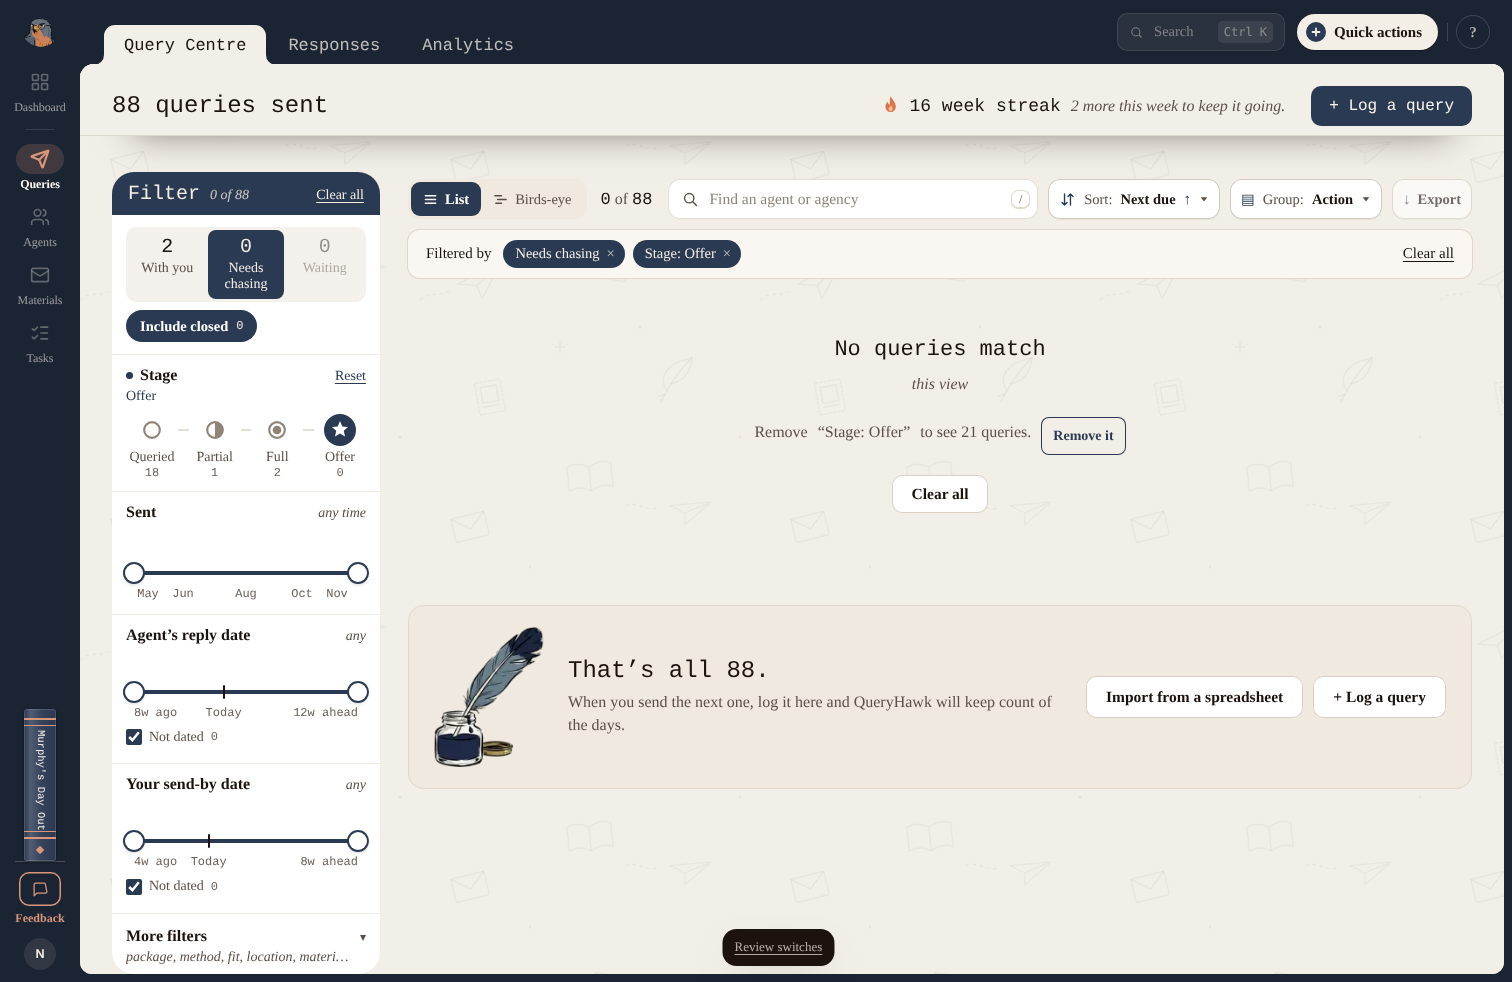 Query Centre
Responses
Analytics
Search
Ctrl K
Quick actions
?
Dashboard
Queries
Agents
Materials
Tasks
Murphy's Day Out
Feedback
N
88 queries sent
16 week streak 2 more this week to keep it going.
+ Log a query
Filter 0 of 88 Clear all
2
With you
0
Needs
chasing
0
Waiting
Include closed 0
Stage Reset
Offer
Queried
18
Partial
1
Full
2
Offer
0
Sent any time
May Jun Aug Oct Nov
Agent’s reply date any
8w ago Today 12w ahead
Not dated 0
Your send-by date any
4w ago Today 8w ahead
Not dated 0
More filters ▾
package, method, fit, location, materi…
List
Birds-eye
0 of 88
Find an agent or agency
/
Sort: Next due ↑
Group: Action
↓ Export
Filtered by
Needs chasing ×
Stage: Offer ×
Clear all
No queries match
this view
Remove “Stage: Offer” to see 21 queries.
Remove it
Clear all
That’s all 88.
When you send the next one, log it here and QueryHawk will keep count of
the days.
Import from a spreadsheet
+ Log a query
Review switches